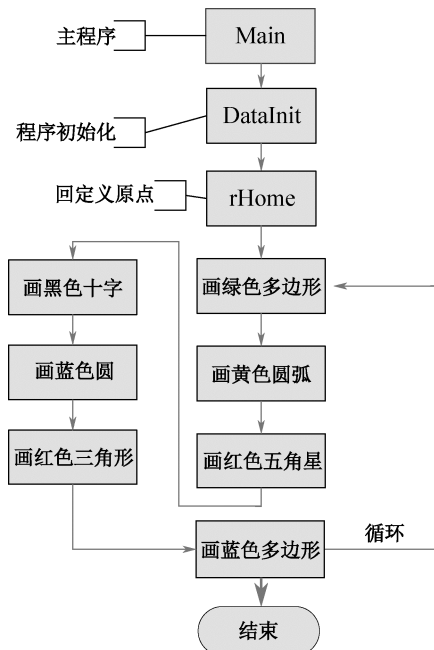 主程序
Main
程序初始化
DataInit
回定义原点
rHome
画绿色多边形
画黄色圆弧
画红色五角星
画黑色十字
画蓝色圆
画红色三角形
画蓝色多边形
循环
结束